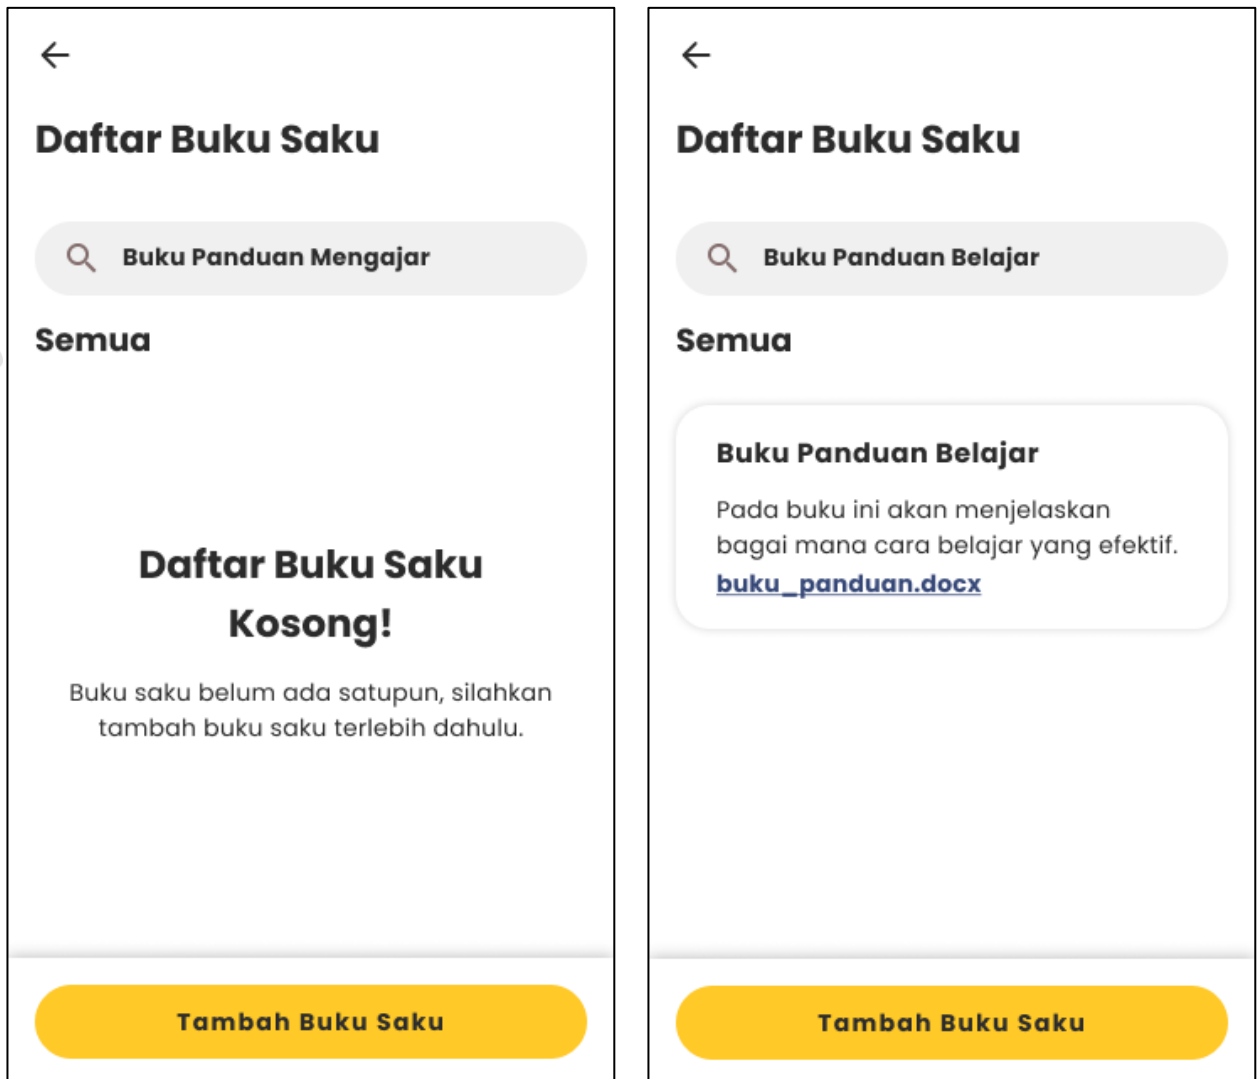 Daftar Buku Saku
Buku Panduan Mengajar
Semua
Daftar Buku Saku
Kosong!
Buku saku belum ada satupun, silahkan
tambah buku saku terlebih dahulu.
Tambah Buku Saku
Daftar Buku Saku
Buku Panduan Belajar
Semua
Buku Panduan Belajar
Pada buku ini akan menjelaskan
bagai mana cara belajar yang efektif.
buku_panduan.docx
Tambah Buku Saku